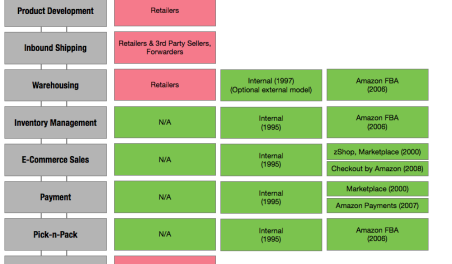 Product Development
Retailers
Inbound Shipping
Retailers & 3rd Party Sellers,
Forwarders
Warehousing
Retailers
Internal (1997)
(Optional external model)
Amazon FBA
(2006)
Inventory Management
N/A
Internal
(1995)
Amazon FBA
(2006)
E-Commerce Sales
N/A
Internal
(1995)
zShop, Marketplace (2000)
Checkout by Amazon (2008)
Payment
N/A
Internal
(1995)
Marketplace (2000)
Amazon Payments (2007)
Pick-n-Pack
N/A
Internal
(1995)
Amazon FBA
(2006)